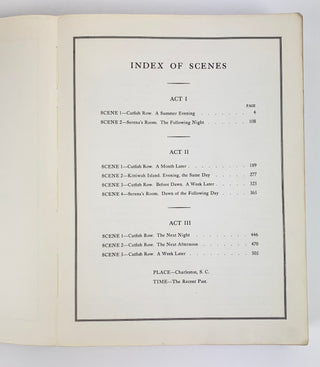 INDEX OF SCENES
ACT I
PAGE
SCENE 1—Catfish Row. A Summer Evening . . . . . . . . 4
SCENE 2—Serena's Room. The Following Night . . . . . . . 108
ACT II
SCENE 1—Catfish Row. A Month Later . . . . . . . . 189
SCENE 2—Kittiwah Island. Evening, the Same Day . . . . . 277
SCENE 3—Catfish Row. Before Dawn. A Week Later . . . . . 323
SCENE 4—Serena's Room. Dawn of the Following Day . . . . 363
ACT III
SCENE 1—Catfish Row. The Next Night . . . . . . . . 446
SCENE 2—Catfish Row. The Next Afternoon . . . . . . . 470
SCENE 3—Catfish Row. A Week Later . . . . . . . . 501
PLACE—Charleston, S. C.
TIME—The Recent Past.